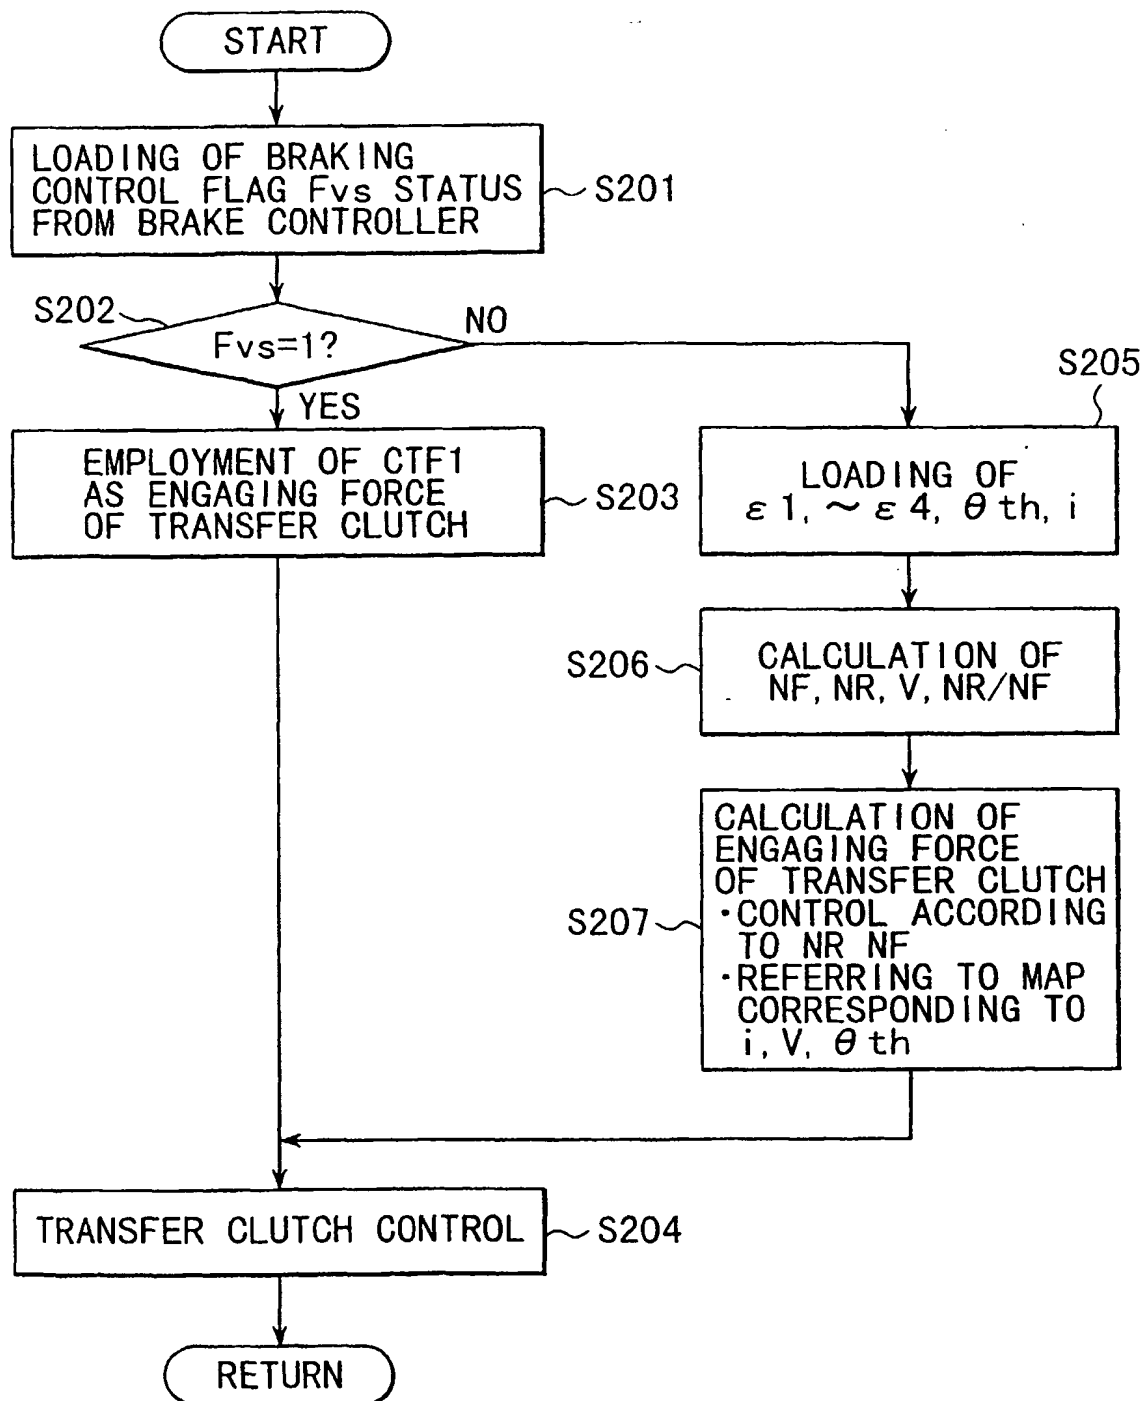 START
LOADING OF BRAKING
CONTROL FLAG Fvs STATUS
FROM BRAKE CONTROLLER
S201
S202
Fvs=1?
NO
YES
EMPLOYMENT OF CTF1
AS ENGAGING FORCE
OF TRANSFER CLUTCH
S203
S205
LOADING OF
ε1, ~ ε4, θth, i
S206
CALCULATION OF
NF, NR, V, NR/NF
S207
CALCULATION OF
ENGAGING FORCE
OF TRANSFER CLUTCH
·CONTROL ACCORDING
TO NR NF
·REFERRING TO MAP
CORRESPONDING TO
i, V, θth
TRANSFER CLUTCH CONTROL
S204
RETURN